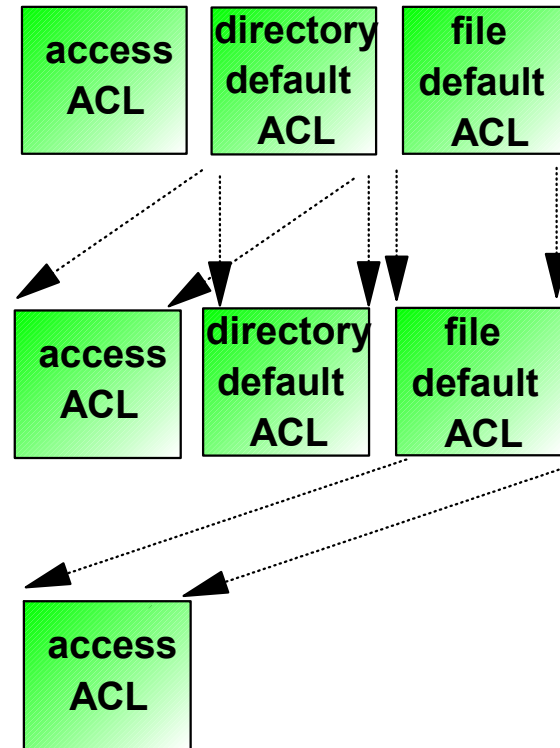 access
ACL
directory
default
ACL
file
default
ACL
access
ACL
directory
default
ACL
file
default
ACL
access
ACL